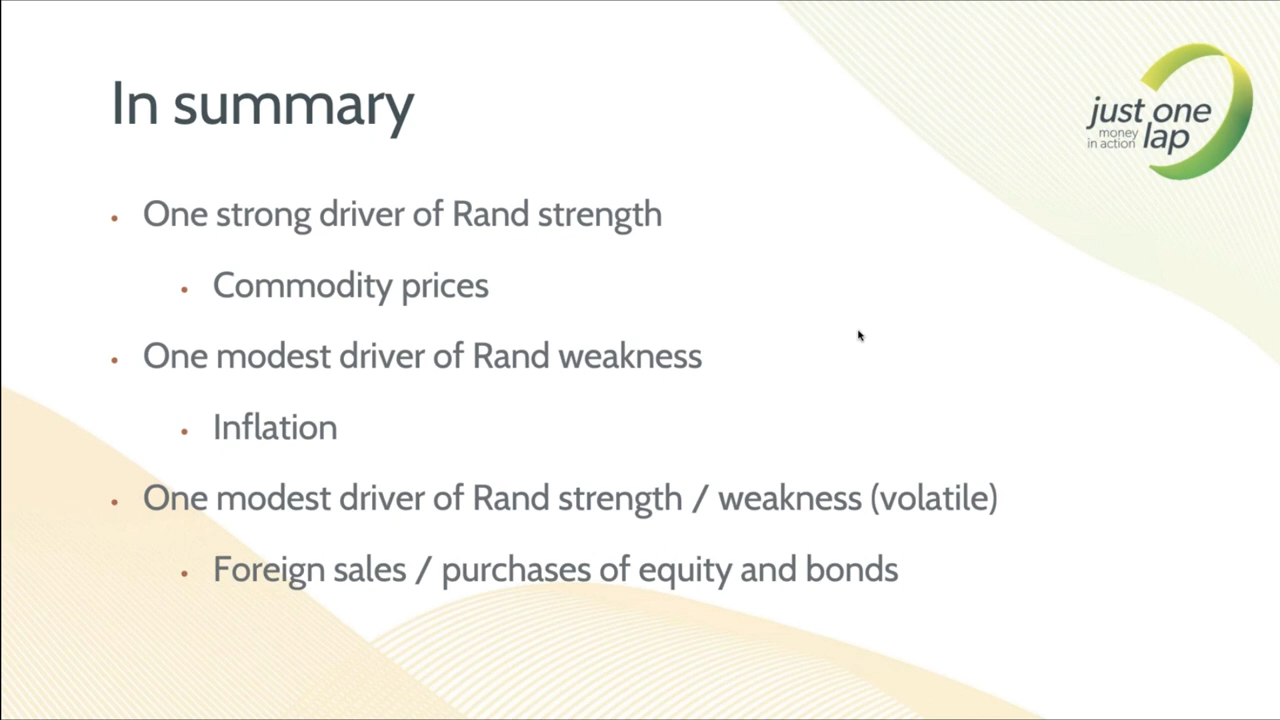 In summary
just one
money
in action
lap
• One strong driver of Rand strength
• Commodity prices
• One modest driver of Rand weakness
• Inflation
• One modest driver of Rand strength / weakness (volatile)
• Foreign sales / purchases of equity and bonds